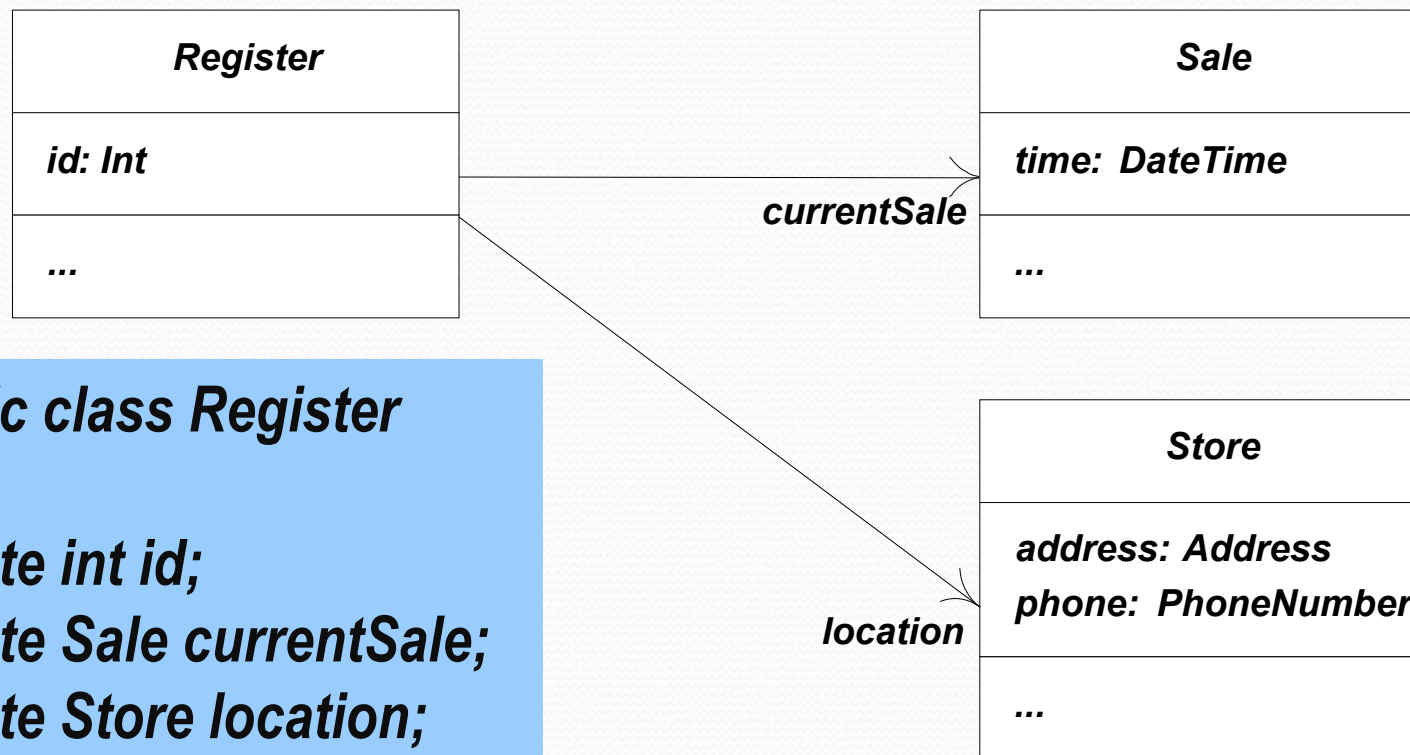 Register
id: Int
...
Sale
time: DateTime
...
currentSale
Store
address: Address
phone: PhoneNumber
...
location
c class Register
te int id;
te Sale currentSale;
te Store location;